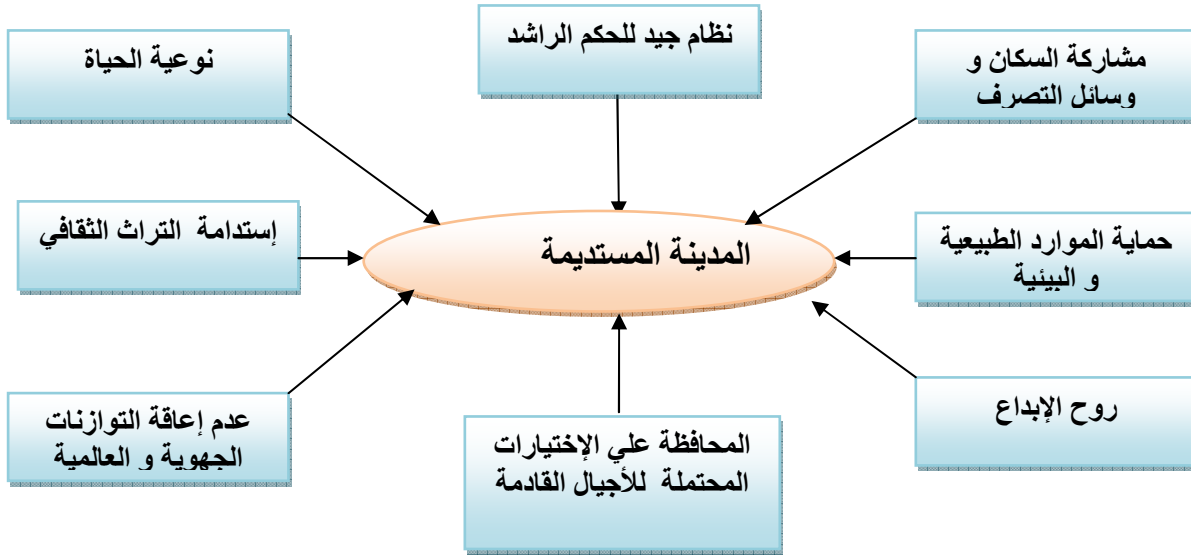 نظام جيد للحكم الراشد
مشاركة السكان و
وسائل التصرف
نوعية الحياة
حماية الموارد الطبيعية
و البيئية
المدينة المستديمة
إستدامة التراث الثقافي
روح الإبداع
المحافظة علي الإختيارات
المحتملة للأجيال القادمة
عدم إعاقة التوازنات
الجهوية و العالمية